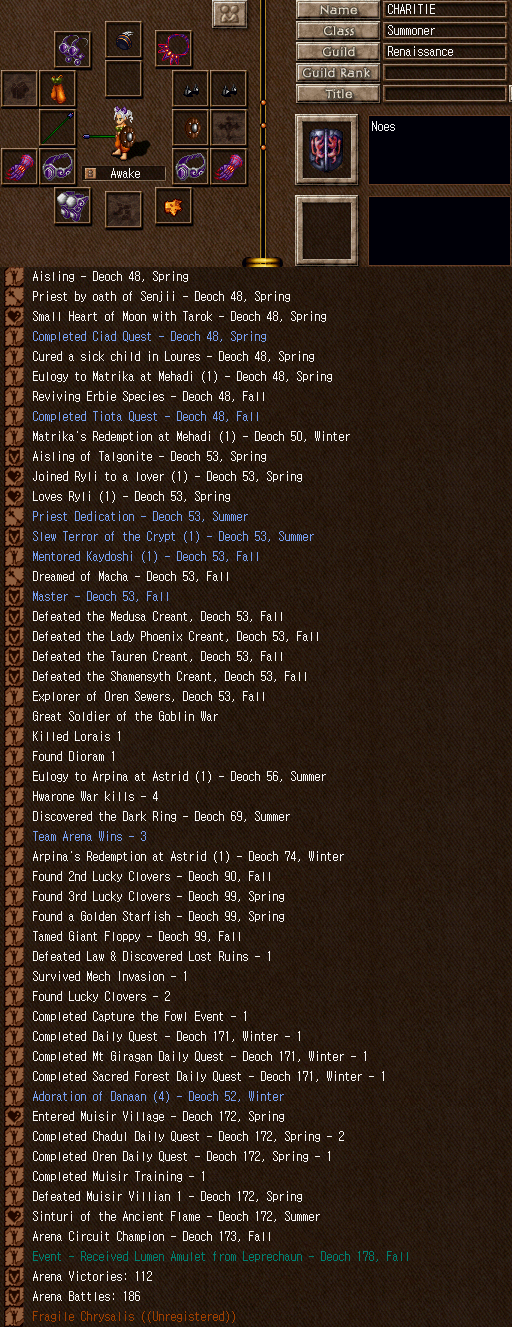 Name CHARITIE
Class Summoner
Guild Renaissance
Guild Rank
Title
Noes
Awake
Aisling - Deoch 48, Spring
Priest by oath of Senjii - Deoch 48, Spring
Small Heart of Moon with Tarok - Deoch 48, Spring
Completed Ciad Quest - Deoch 48, Spring
Cured a sick child in Loures - Deoch 48, Spring
Eulogy to Matrika at Mehadi (1) - Deoch 48, Spring
Reviving Erbie Species - Deoch 48, Fall
Completed Tiota Quest - Deoch 48, Fall
Matrika's Redemption at Mehadi (1) - Deoch 50, Winter
Aisling of Talgonite - Deoch 53, Spring
Joined Ryli to a lover (1) - Deoch 53, Spring
Loves Ryli (1) - Deoch 53, Spring
Priest Dedication - Deoch 53, Summer
Slew Terror of the Crypt (1) - Deoch 53, Summer
Mentored Kaydoshi (1) - Deoch 53, Fall
Dreamed of Macha - Deoch 53, Fall
Master - Deoch 53, Fall
Defeated the Medusa Creant, Deoch 53, Fall
Defeated the Lady Phoenix Creant, Deoch 53, Fall
Defeated the Tauren Creant, Deoch 53, Fall
Defeated the Shamensyth Creant, Deoch 53, Fall
Explorer of Oren Sewers, Deoch 53, Fall
Great Soldier of the Goblin War
Killed Lorais 1
Found Dioram 1
Eulogy to Arpina at Astrid (1) - Deoch 56, Summer
Hwarone War kills - 4
Discovered the Dark Ring - Deoch 69, Summer
Team Arena Wins - 3
Arpina's Redemption at Astrid (1) - Deoch 74, Winter
Found 2nd Lucky Clovers - Deoch 90, Fall
Found 3rd Lucky Clovers - Deoch 99, Spring
Found a Golden Starfish - Deoch 99, Spring
Tamed Giant Floppy - Deoch 99, Fall
Defeated Law & Discovered Lost Ruins - 1
Survived Mech Invasion - 1
Found Lucky Clovers - 2
Completed Capture the Fowl Event - 1
Completed Daily Quest - Deoch 171, Winter - 1
Completed Mt Giragan Daily Quest - Deoch 171, Winter - 1
Completed Sacred Forest Daily Quest - Deoch 171, Winter - 1
Adoration of Danaan (4) - Deoch 52, Winter
Entered Muisir Village - Deoch 172, Spring
Completed Chadul Daily Quest - Deoch 172, Spring - 2
Completed Oren Daily Quest - Deoch 172, Spring - 1
Completed Muisir Training - 1
Defeated Muisir Villian 1 - Deoch 172, Spring
Sinturi of the Ancient Flame - Deoch 172, Summer
Arena Circuit Champion - Deoch 173, Fall
Event - Received Lumen Amulet from Leprechaun - Deoch 178, Fall
Arena Victories: 112
Arena Battles: 186
Fragile Chrysalis ((Unregistered))